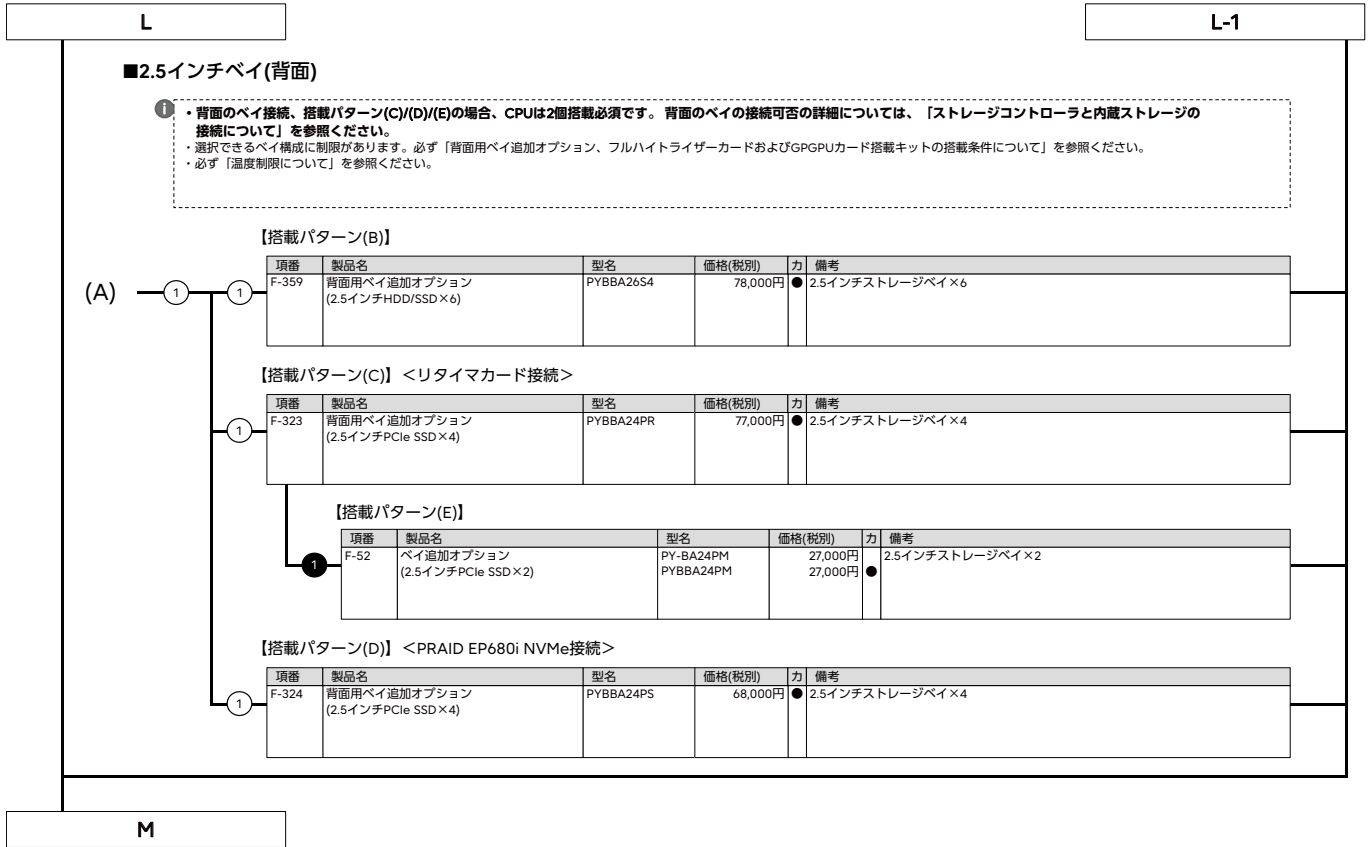 L
L-1
■2.5インチベイ(背面)
・背面のベイ接続、搭載パターン(C)/(D)/(E)の場合、CPUは2個搭載必須です。 背面のベイの接続可否の詳細については、「ストレージコントローラと内蔵ストレージの
接続について」を参照ください。
・選択できるベイ構成に制限があります。必ず「背面用ベイ追加オプション、フルハイトライザーカードおよびGPGPUカード搭載キットの搭載条件について」を参照ください。
・必ず「温度制限について」を参照ください。
【搭載パターン(B)】
項番 製品名 型名 価格(税別) カ 備考
(A) 1 1 F-359 背面用ベイ追加オプション PYBBA26S4 78,000円 ● 2.5インチストレージベイ×6
(2.5インチHDD/SSD×6)
【搭載パターン(C)】<リタイマカード接続>
項番 製品名 型名 価格(税別) カ 備考
1 F-323 背面用ベイ追加オプション PYBBA24PR 77,000円 ● 2.5インチストレージベイ×4
(2.5インチPCIe SSD×4)
【搭載パターン(E)】
項番 製品名 型名 価格(税別) カ 備考
1 F-52 ベイ追加オプション PY-BA24PM 27,000円 2.5インチストレージベイ×2
(2.5インチPCIe SSD×2) PYBBA24PM 27,000円 ●
【搭載パターン(D)】<PRAID EP680i NVMe接続>
項番 製品名 型名 価格(税別) カ 備考
1 F-324 背面用ベイ追加オプション PYBBA24PS 68,000円 ● 2.5インチストレージベイ×4
(2.5インチPCIe SSD×4)
M